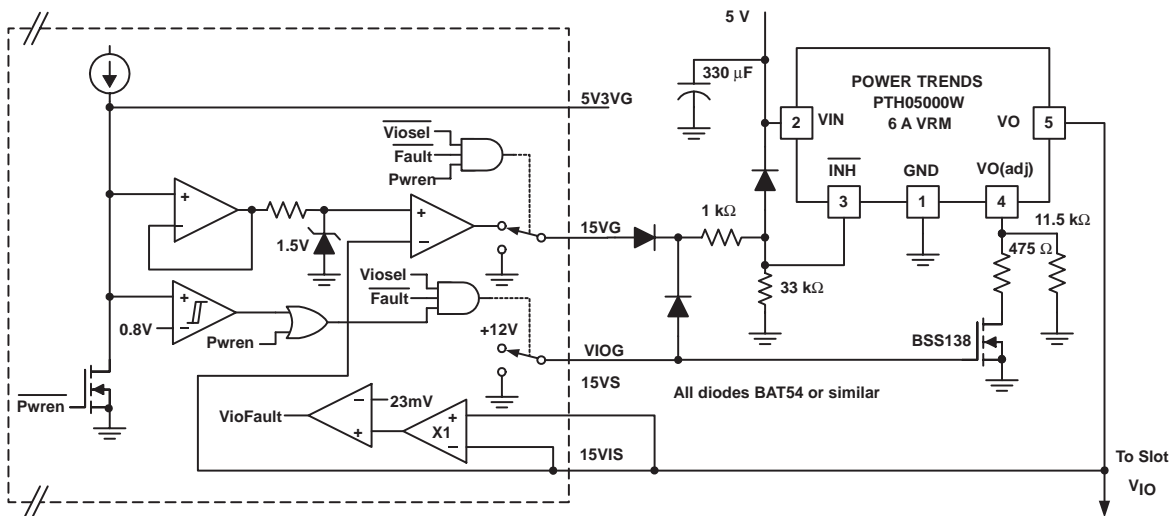 5 V
330 µF
POWER TRENDS
PTH05000W
6 A VRM
2
VIN
VO
5
5V3VG
Viosel
Fault
Pwren
INH
GND
VO(adj)
3
1
4
+
−
1.5V
+
−
15VG
1 kΩ
11.5 kΩ
475 Ω
33 kΩ
Viosel
Fault
+
−
0.8V
Pwren
+12V
VIOG
BSS138
15VS
All diodes BAT54 or similar
Pwren
VioFault
−
23mV
+
+
X1
−
15VIS
To Slot
VIO